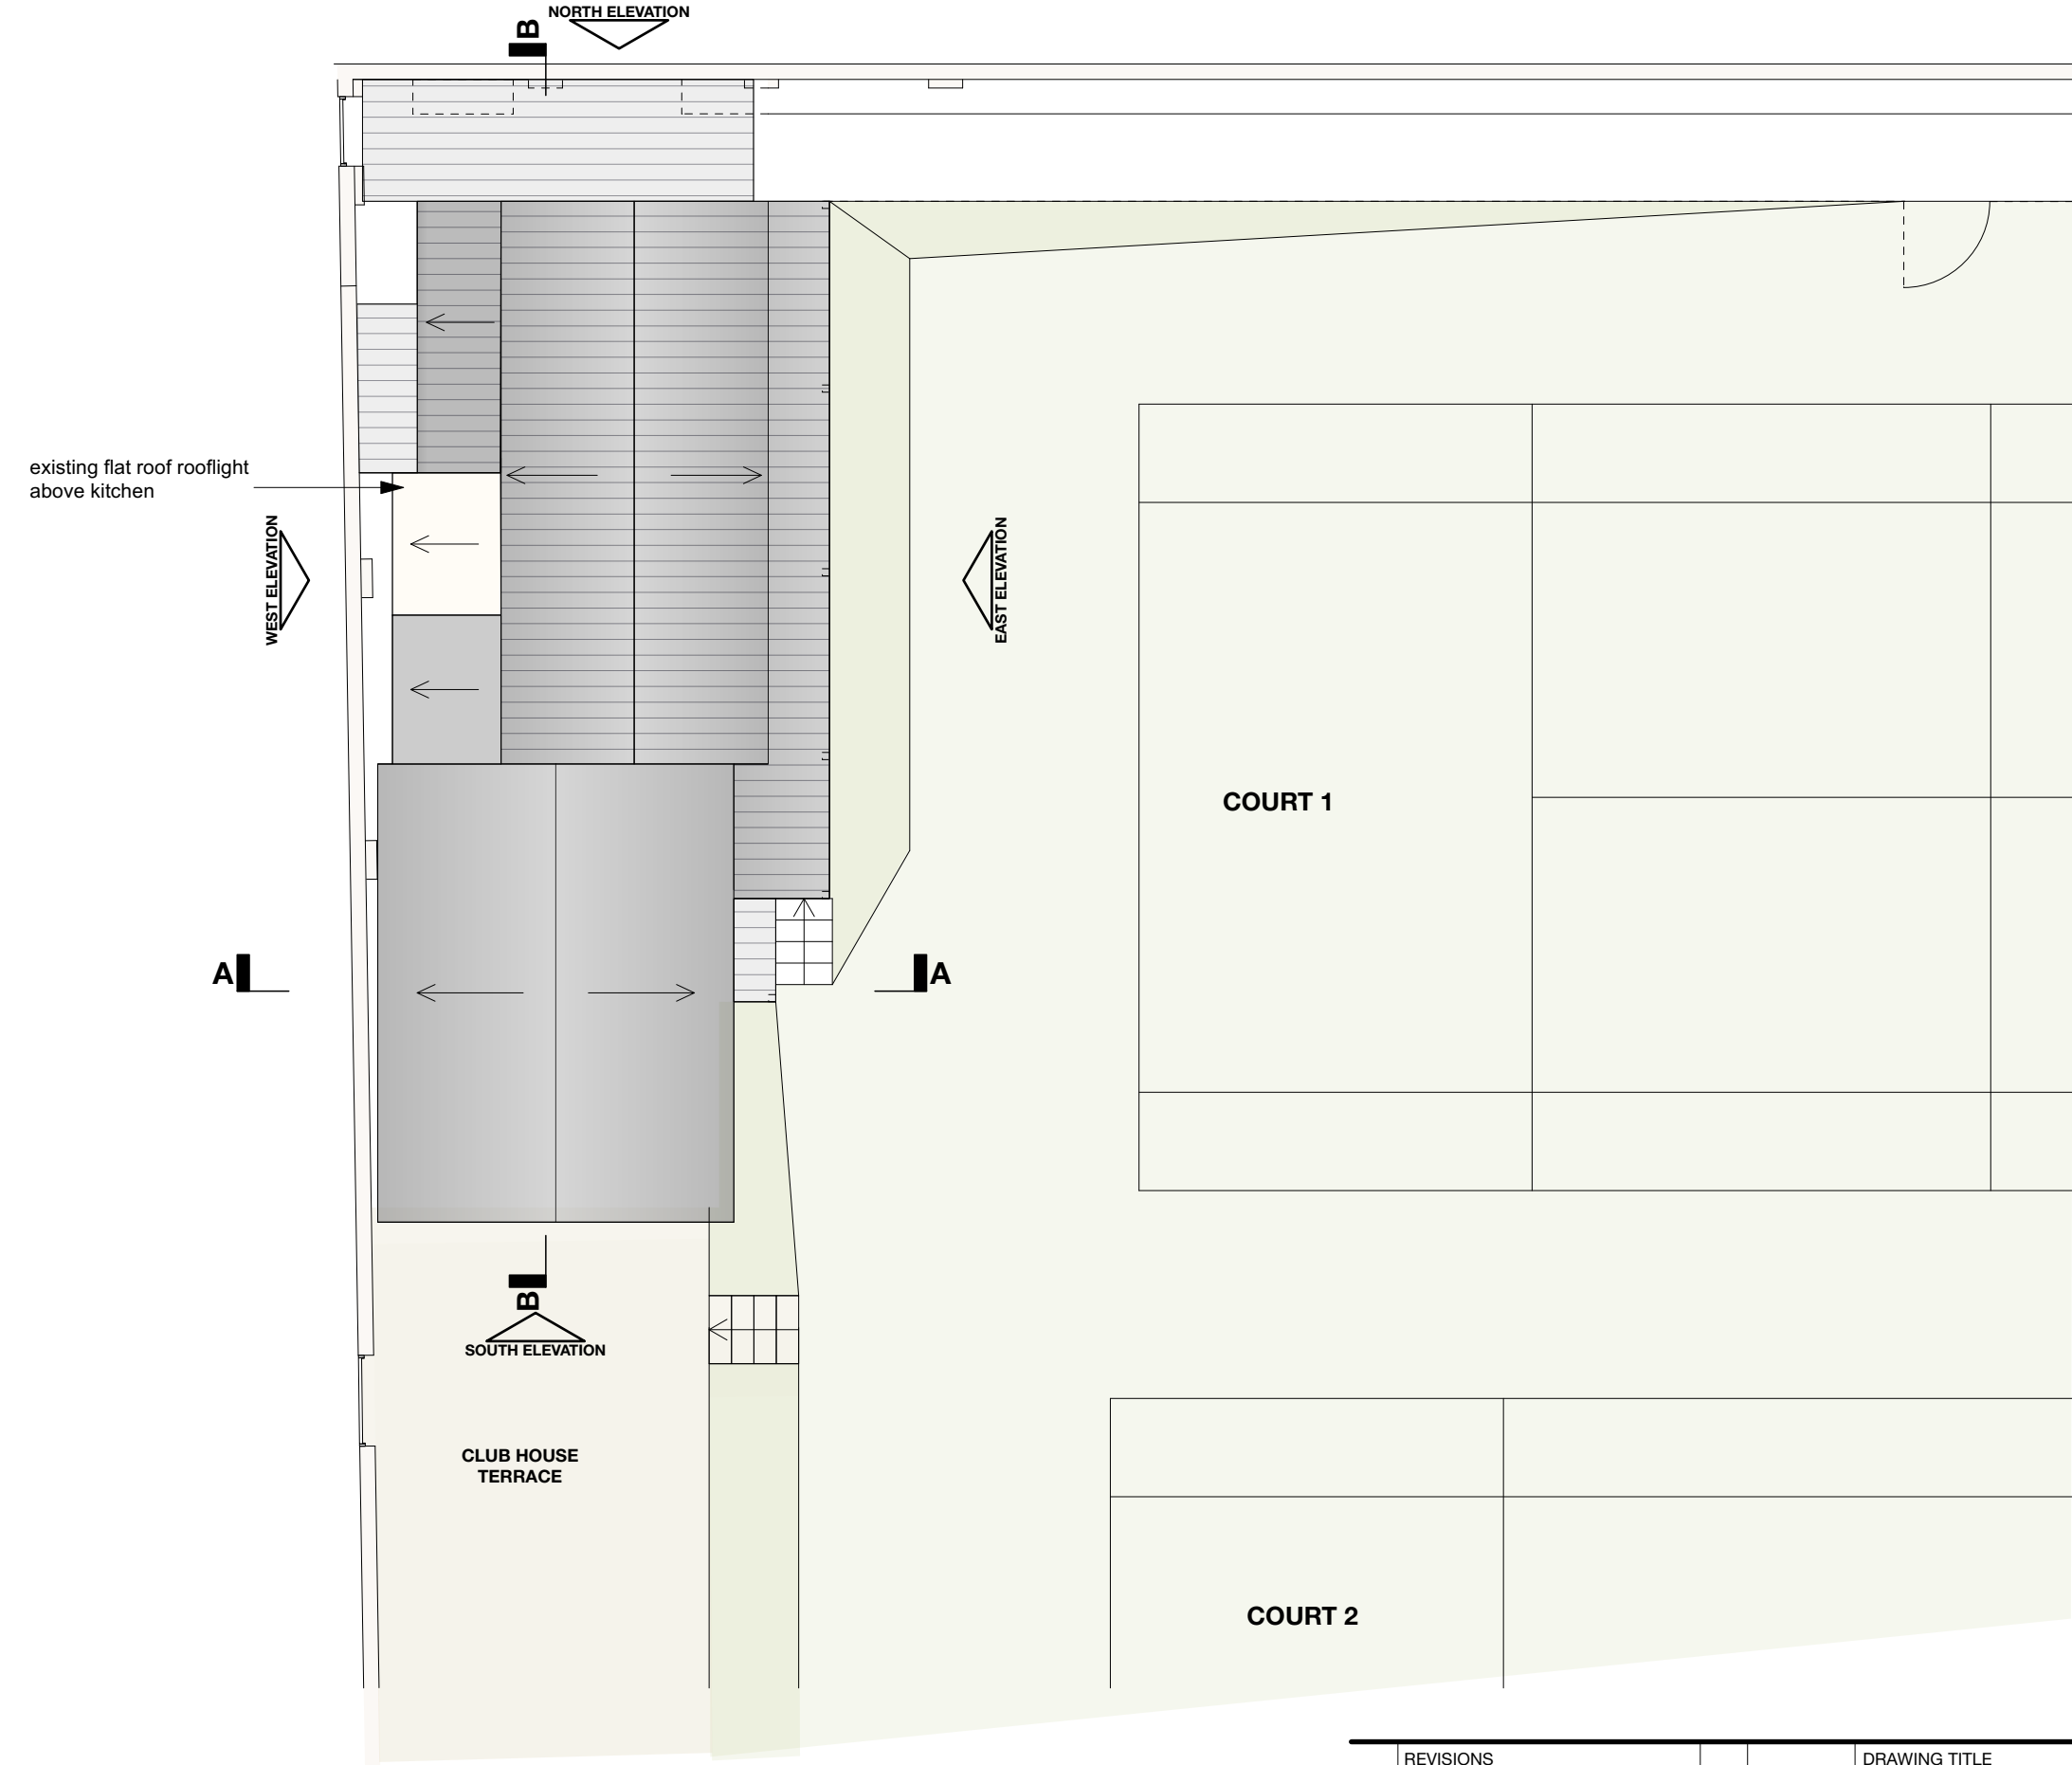 NORTH ELEVATION
B
existing flat roof rooflight
above kitchen
WEST ELEVATION
EAST ELEVATION
COURT 1
A
A
B
SOUTH ELEVATION
CLUB HOUSE
TERRACE
COURT 2
REVISIONS
DRAWING TITLE